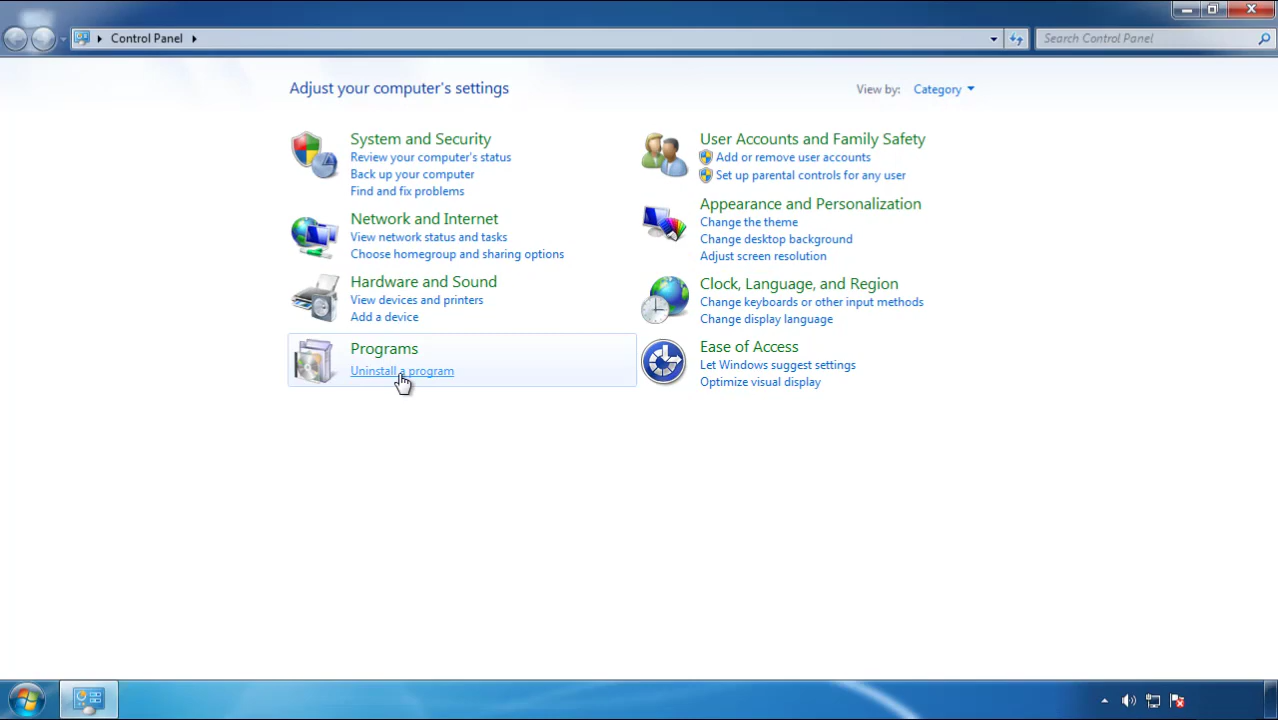 Control Panel
Search Control Panel
Adjust your computer's settings
View by: Category
System and Security
Review your computer's status
Back up your computer
Find and fix problems
Network and Internet
View network status and tasks
Choose homegroup and sharing options
Hardware and Sound
View devices and printers
Add a device
Programs
Uninstall a program
User Accounts and Family Safety
Add or remove user accounts
Set up parental controls for any user
Appearance and Personalization
Change the theme
Change desktop background
Adjust screen resolution
Clock, Language, and Region
Change keyboards or other input methods
Change display language
Ease of Access
Let Windows suggest settings
Optimize visual display